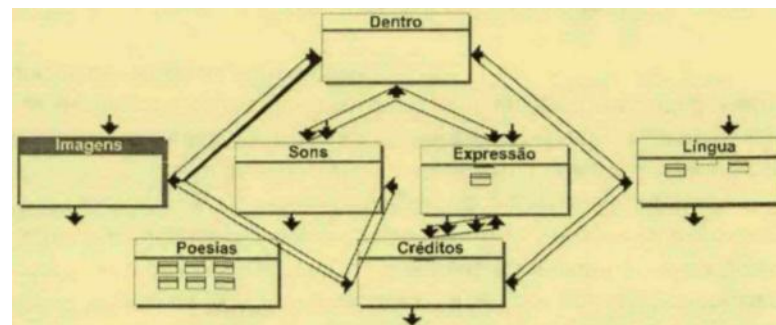 Dentro
Imagens
Sons
Expressão
Língua
Poesias
Créditos